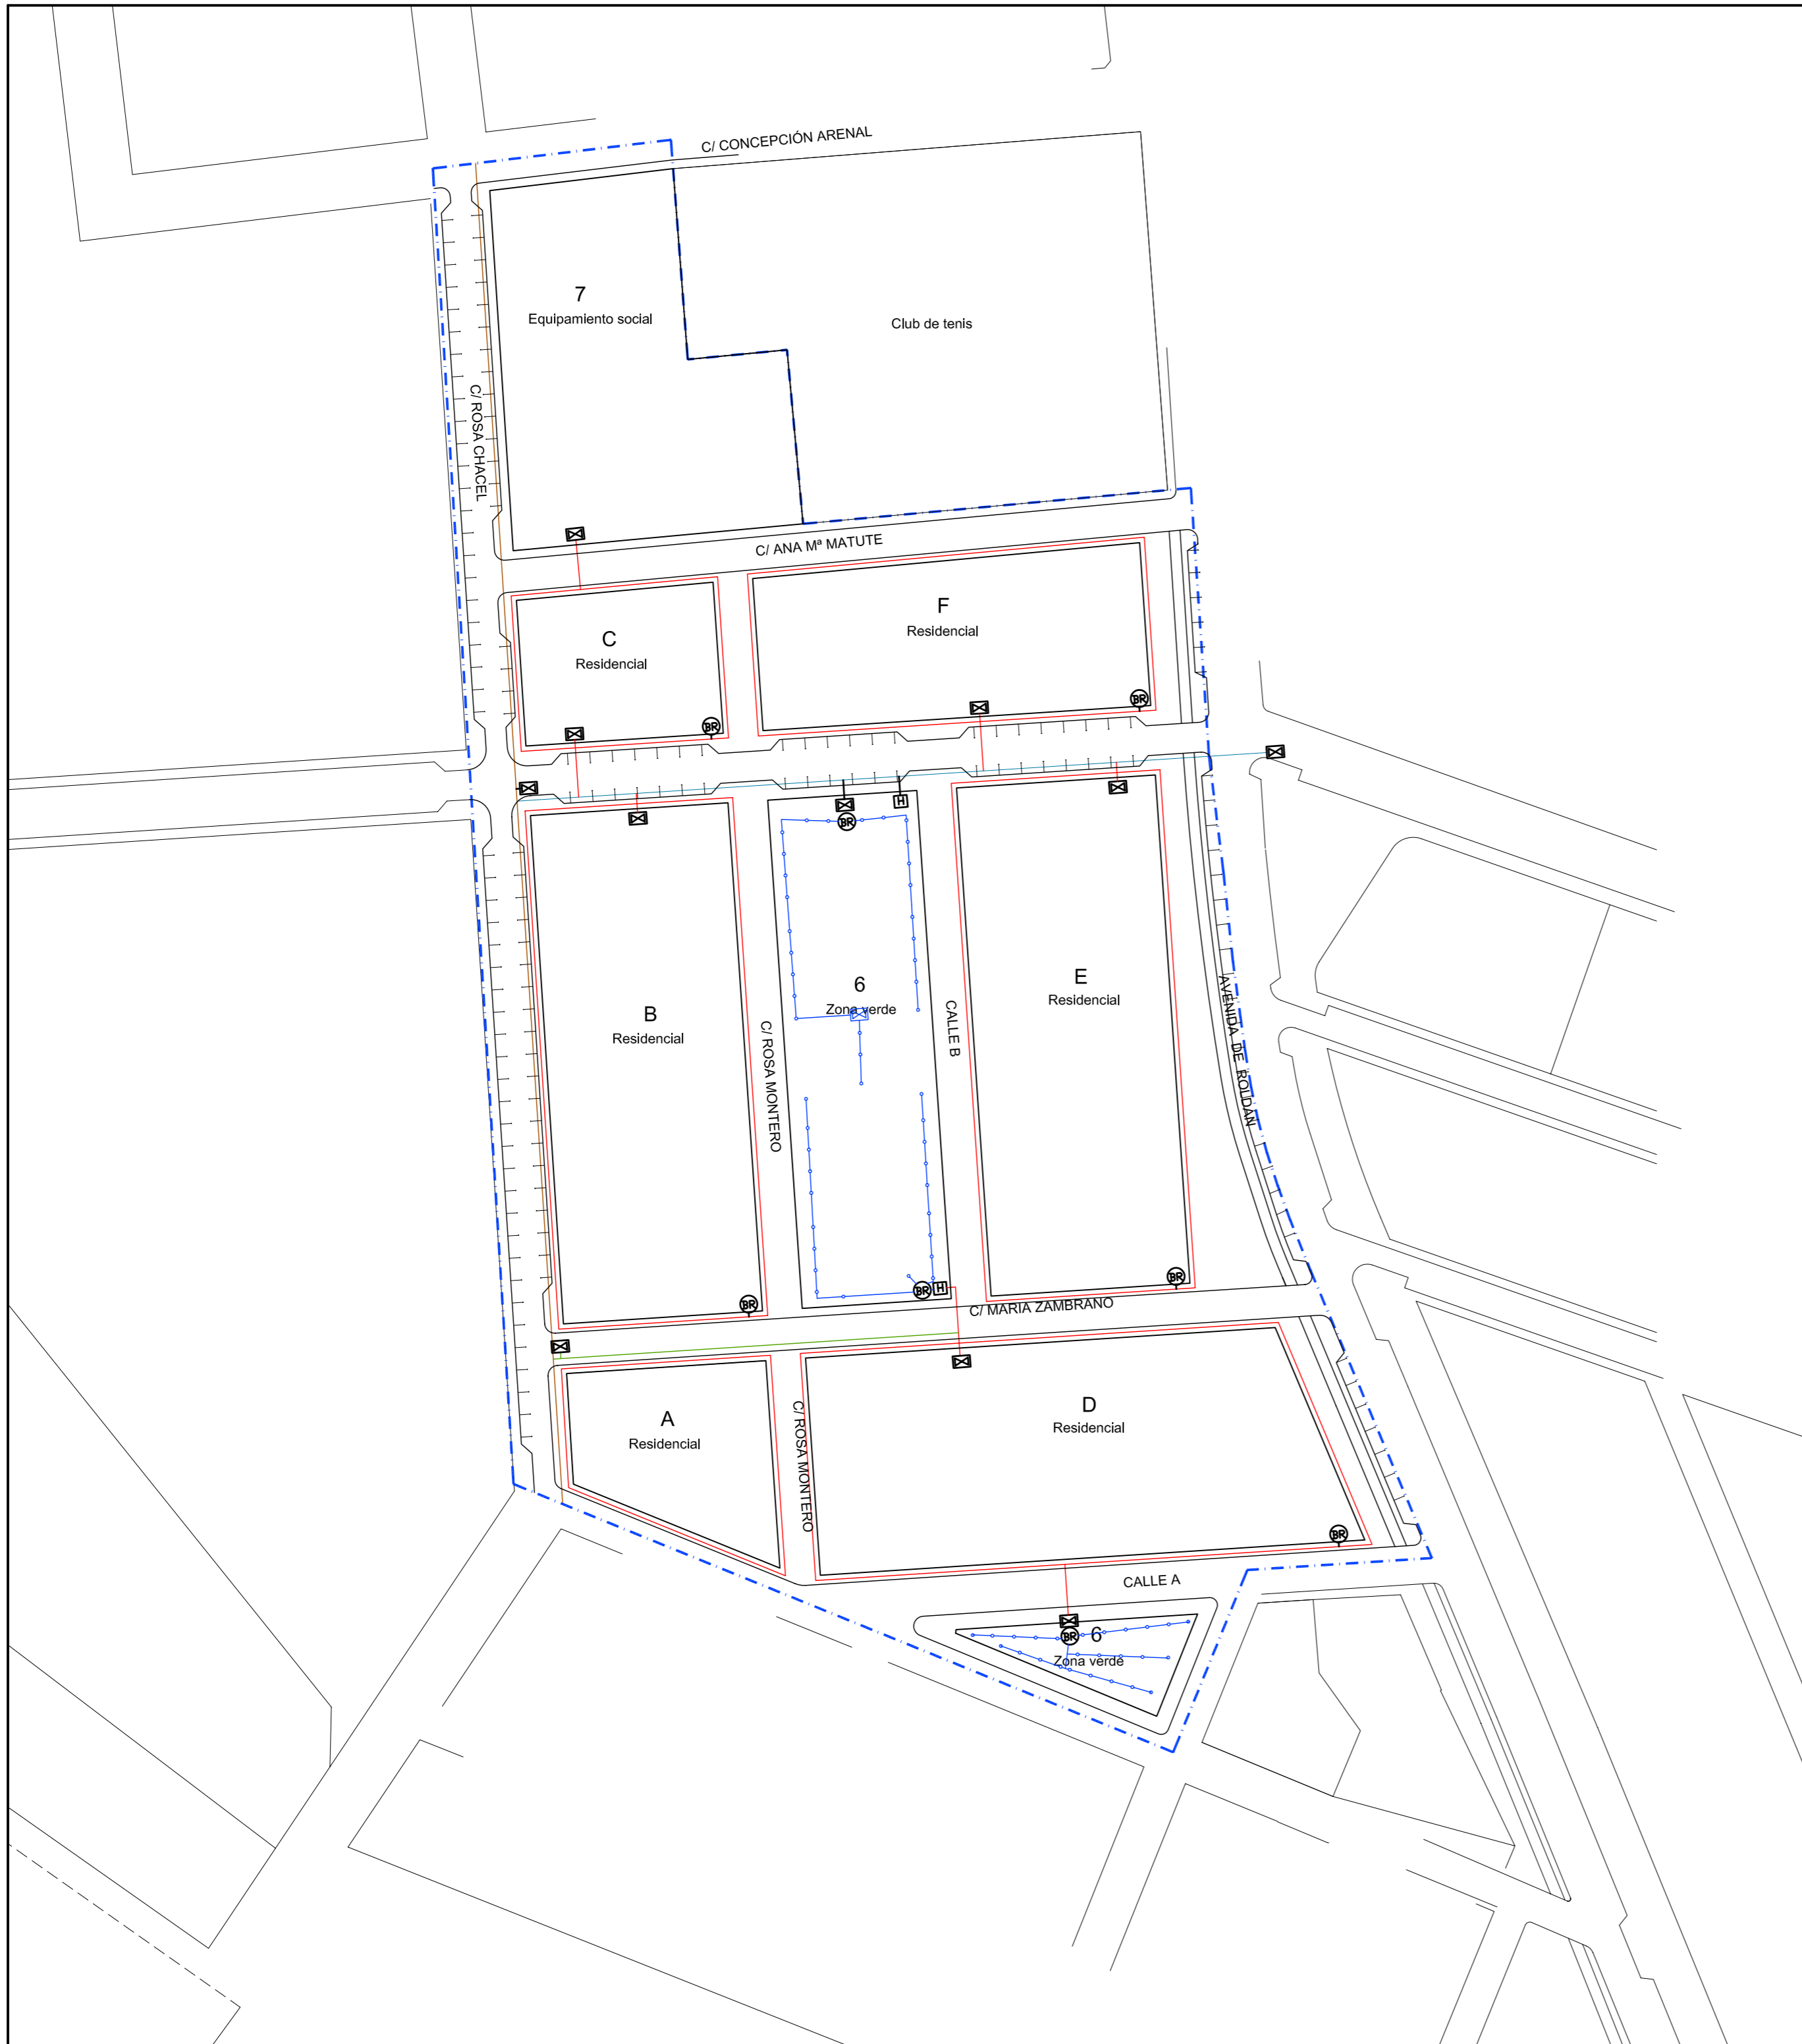 C/ CONCEPCIÓN ARENAL
7
Equipamiento social
Club de tenis
C/ ROSA CHACEL
C/ ANA Mª MATUTE
F
Residencial
C
Residencial
BR
BR
H
BR
6
Zona verde
E
Residencial
B
Residencial
C/ ROSA MONTERO
CALLE B
AVENIDA DE ROLDÁN
BR
BR
H
BR
C/ MARIA ZAMBRANO
A
Residencial
D
Residencial
C/ ROSA MONTERO
BR
CALLE A
BR
6
Zona verde